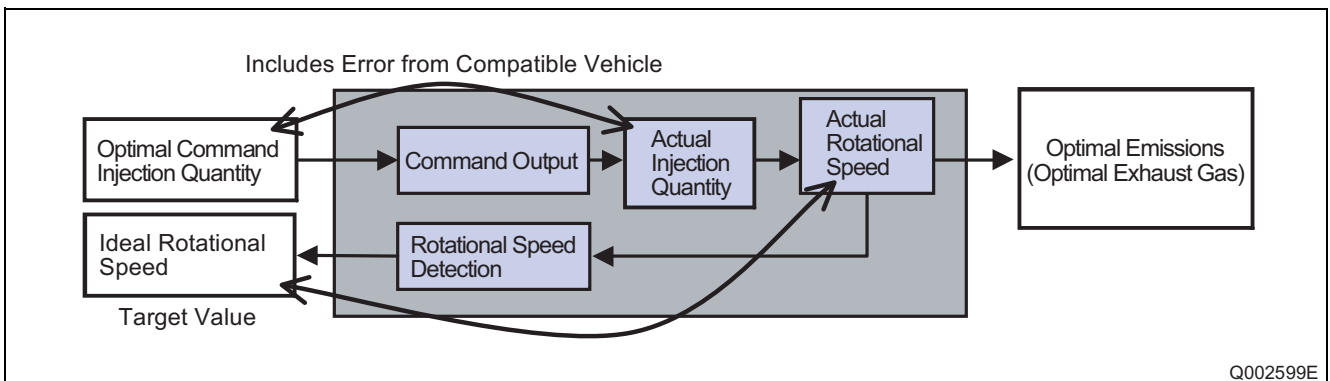 Includes Error from Compatible Vehicle
Optimal Command
Injection Quantity
Command Output
Actual
Injection
Quantity
Actual
Rotational
Speed
Optimal Emissions
(Optimal Exhaust Gas)
Ideal Rotational
Speed
Rotational Speed
Detection
Target Value
Q002599E